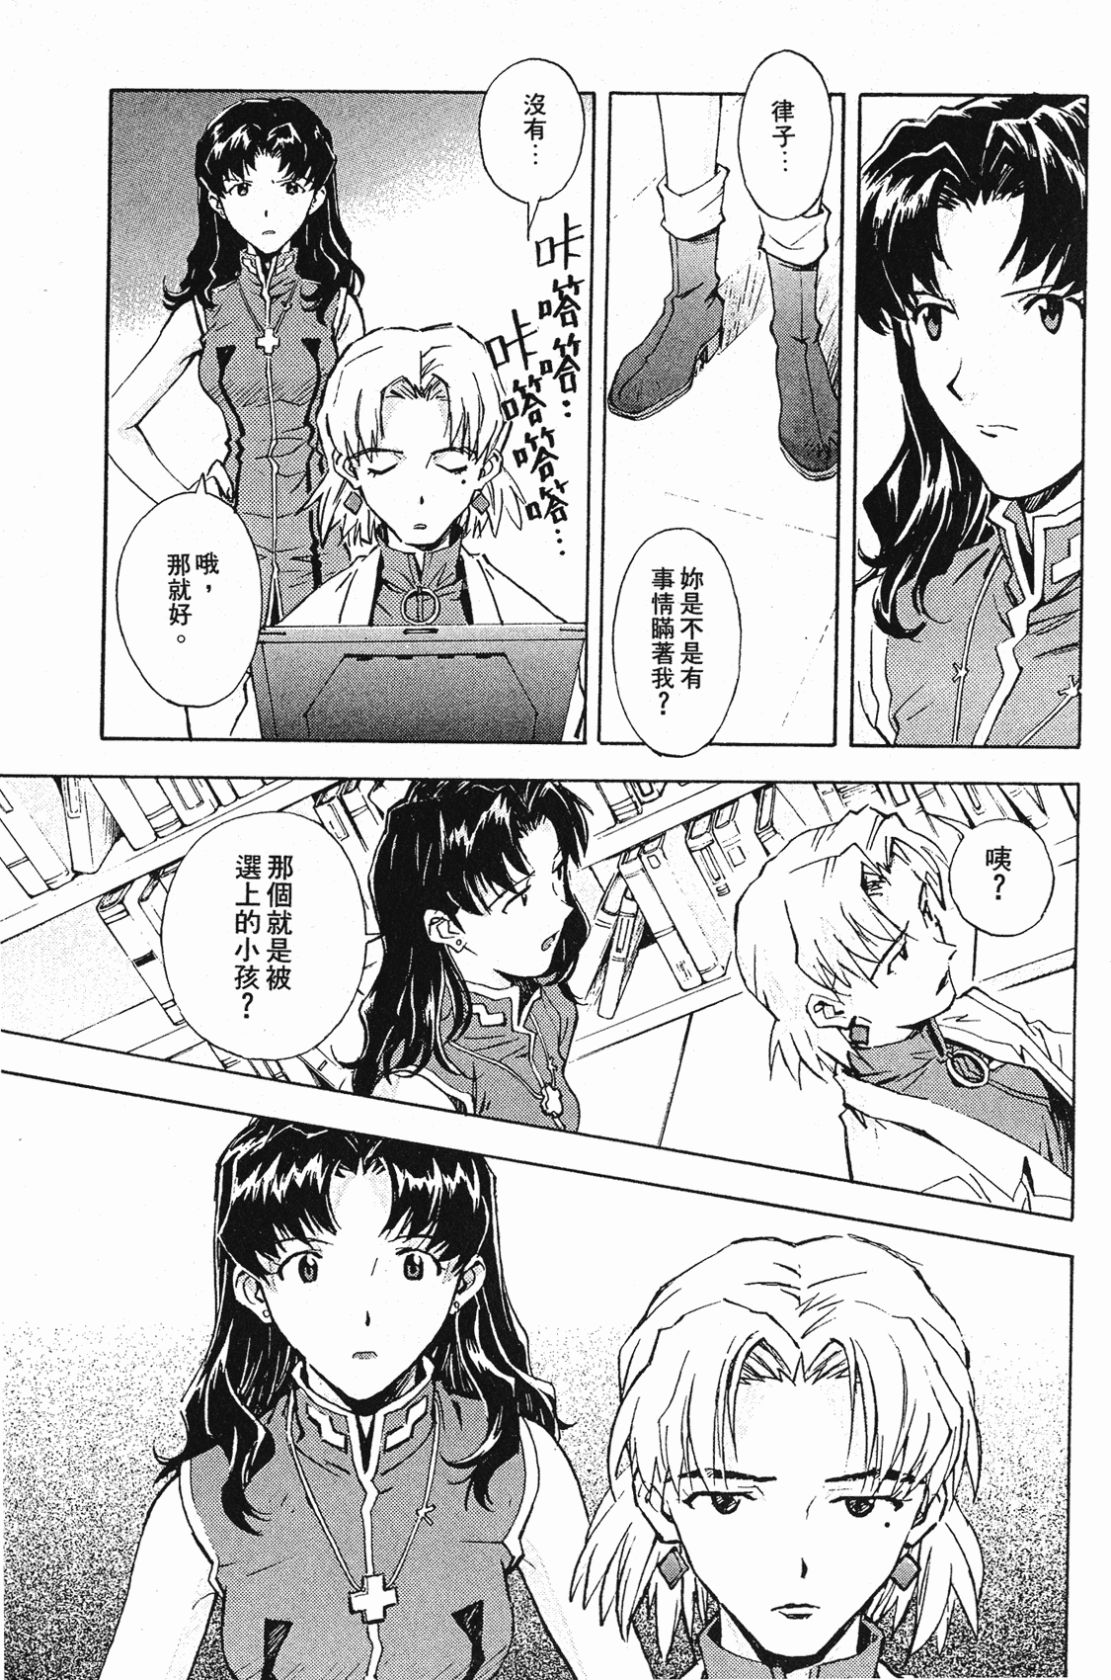 律子…
妳是不是有
事情瞞著我？
沒有…
咔嗒嗒…
咔嗒嗒嗒嗒…
哦，
那就好。
咦？
那個就是被
選上的小孩？